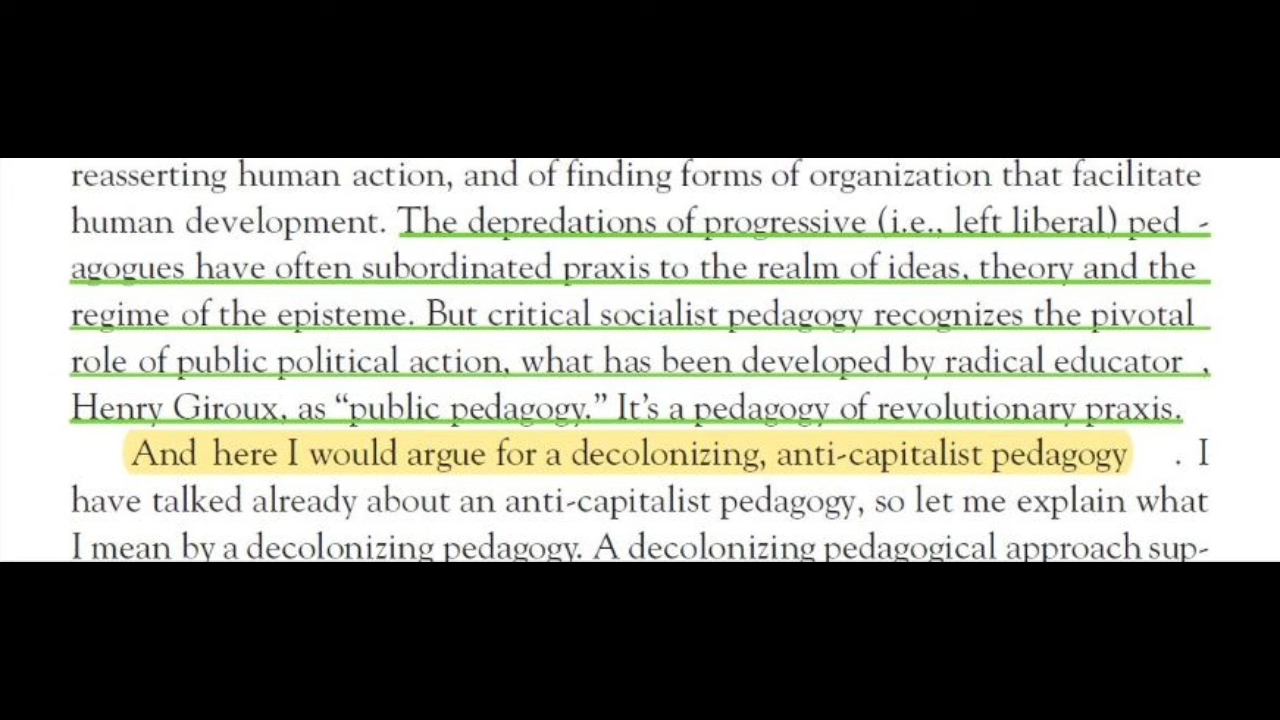 reasserting human action, and of finding forms of organization that facilitate
human development. The depredations of progressive (i.e., left liberal) ped -
agogues have often subordinated praxis to the realm of ideas, theory and the
regime of the episteme. But critical socialist pedagogy recognizes the pivotal
role of public political action, what has been developed by radical educator ,
Henry Giroux, as “public pedagogy.” It’s a pedagogy of revolutionary praxis.
And here I would argue for a decolonizing, anti-capitalist pedagogy . I
have talked already about an anti-capitalist pedagogy, so let me explain what
I mean by a decolonizing pedagogy. A decolonizing pedagogical approach sup-